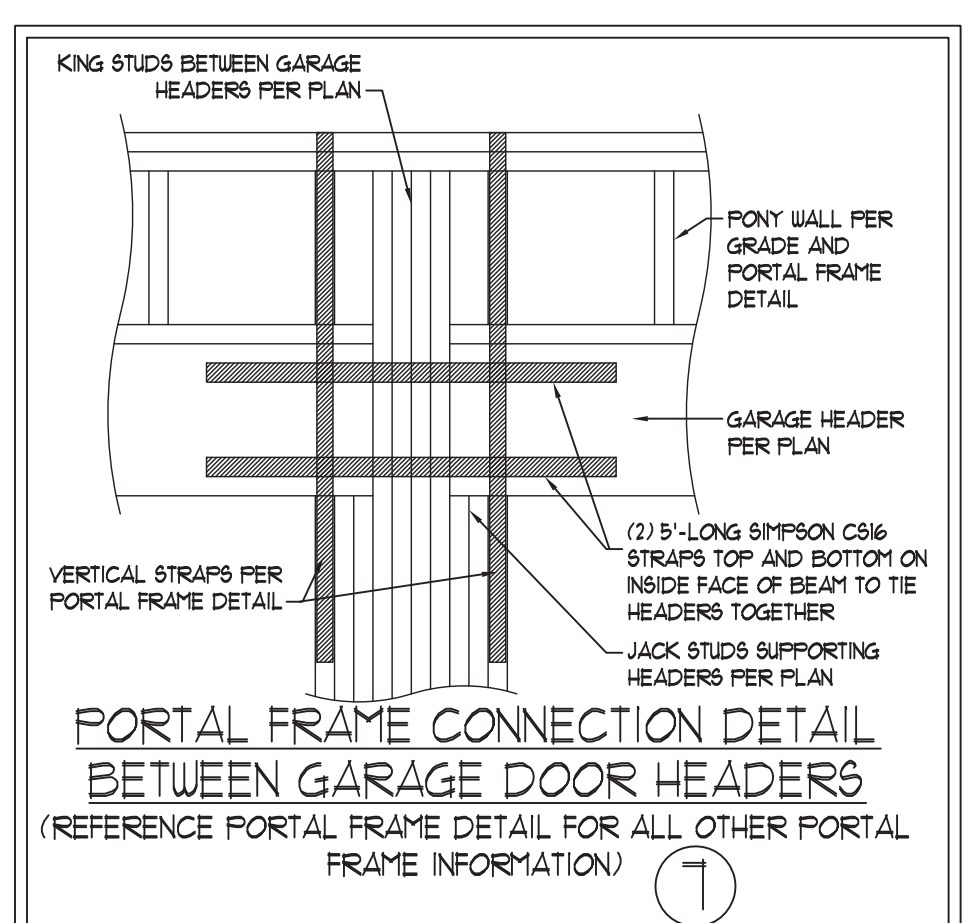 KING STUDS BETWEEN GARAGE
HEADERS PER PLAN
PONY WALL PER
GRADE AND
PORTAL FRAME
DETAIL
GARAGE HEADER
PER PLAN
(2) 5'-LONG SIMPSON CS16
STRAPS TOP AND BOTTOM ON
INSIDE FACE OF BEAM TO TIE
HEADERS TOGETHER
VERTICAL STRAPS PER
PORTAL FRAME DETAIL
JACK STUDS SUPPORTING
HEADERS PER PLAN
PORTAL FRAME CONNECTION DETAIL
BETWEEN GARAGE DOOR HEADERS
(REFERENCE PORTAL FRAME DETAIL FOR ALL OTHER PORTAL
FRAME INFORMATION)
7